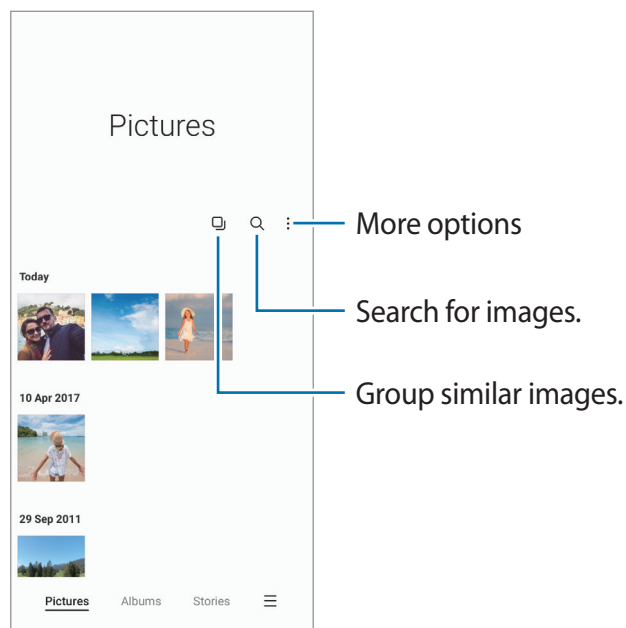 Pictures
More options
Today
Search for images.
Group similar images.
10 Apr 2017
29 Sep 2011
Pictures Albums Stories